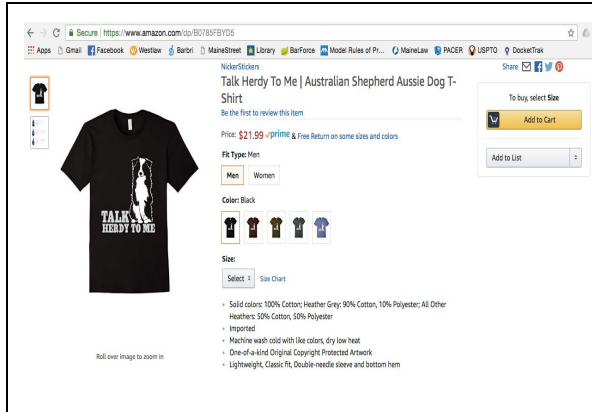 Secure | https://www.amazon.com/dp/B0785FBYD5
Apps Gmail Facebook Westlaw Barbri MaineStreet Library BarForce Model Rules of Pr... MaineLaw PACER USPTO DocketTrak
NickerStickers
Share
Talk Herdy To Me | Australian Shepherd Aussie Dog T-
Shirt
Be the first to review this item
To buy, select Size
Add to Cart
Price: $21.99 prime & Free Return on some sizes and colors
Fit Type: Men
Add to List
Men Women
Color: Black
TALK
HERDY TO ME
Size:
Select Size Chart
Solid colors: 100% Cotton; Heather Grey: 90% Cotton, 10% Polyester; All Other
Heathers: 50% Cotton, 50% Polyester
Imported
Machine wash cold with like colors, dry low heat
One-of-a-kind Original Copyright Protected Artwork
Lightweight, Classic fit, Double-needle sleeve and bottom hem
Roll over image to zoom in